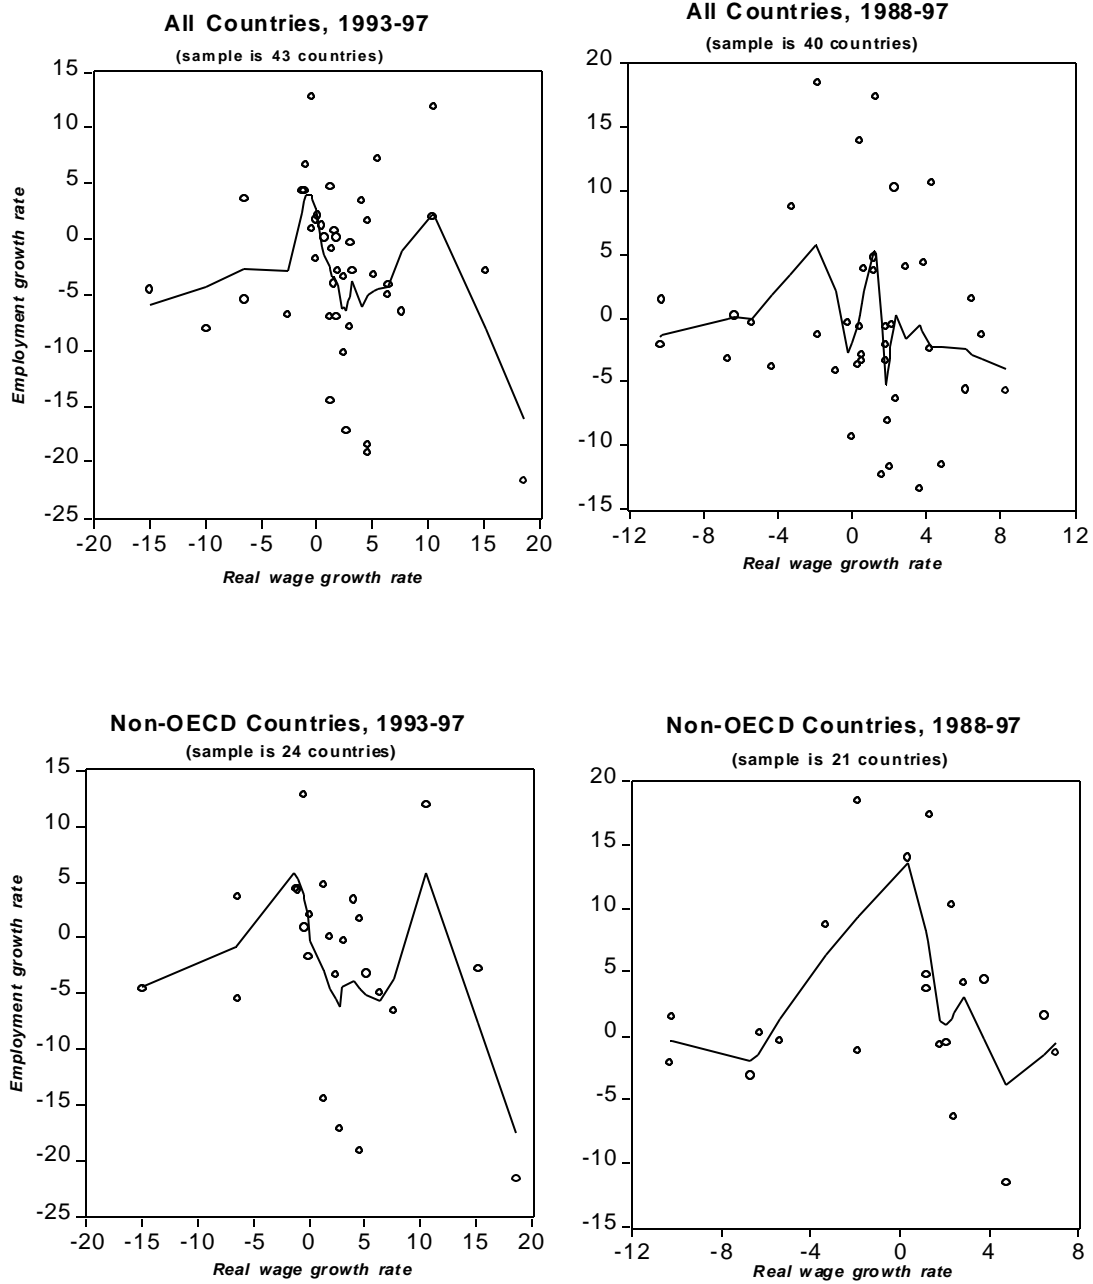 All Countries, 1993-97
(sample is 43 countries)
15
10
5
0
-5
-10
-15
-20
-25
Employment growth rate
-20 -15 -10 -5 0 5 10 15 20
Real wage growth rate
All Countries, 1988-97
(sample is 40 countries)
20
15
10
5
0
-5
-10
-15
-12 -8 -4 0 4 8 12
Real wage growth rate
Non-OECD Countries, 1993-97
(sample is 24 countries)
15
10
5
0
-5
-10
-15
-20
-25
Employment growth rate
-20 -15 -10 -5 0 5 10 15 20
Real wage growth rate
Non-OECD Countries, 1988-97
(sample is 21 countries)
20
15
10
5
0
-5
-10
-15
-12 -8 -4 0 4 8
Real wage growth rate